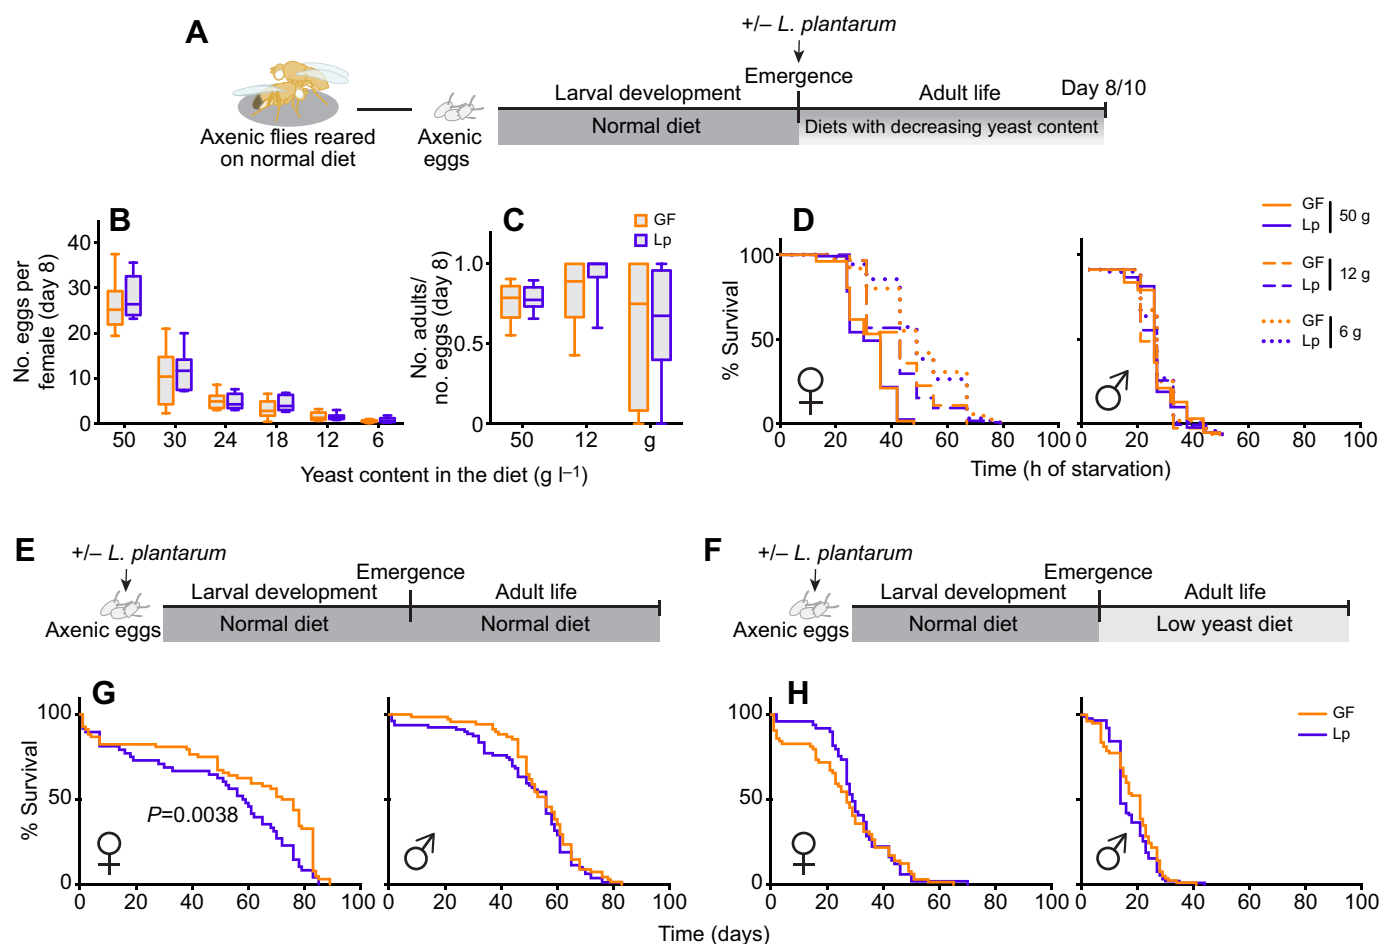 A
+/– L. plantarum
Emergence
Larval development
Adult life
Day 8/10
Normal diet
Diets with decreasing yeast content
Axenic flies reared
on normal diet
Axenic
eggs
B
No. eggs per
female (day 8)
40
30
20
10
0
50 30 24 18 12 6
C
GF
Lp
No. adults/
no. eggs (day 8)
1.0
0.5
0
50 12 g
Yeast content in the diet (g l–1)
D
% Survival
100
50
0
0 20 40 60 80 100
0 20 40 60 80 100
♀
♂
Time (h of starvation)
GF
Lp
50 g
GF
Lp
12 g
GF
Lp
6 g
E
+/– L. plantarum
Emergence
Larval development
Adult life
Axenic eggs
Normal diet
Normal diet
F
+/– L. plantarum
Emergence
Larval development
Adult life
Axenic eggs
Normal diet
Low yeast diet
G
% Survival
100
50
0
P=0.0038
♀
♂
0 20 40 60 80 100
0 20 40 60 80 100
H
GF
Lp
100
50
0
♀
♂
0 20 40 60 80 100
0 20 40 60 80 100
Time (days)